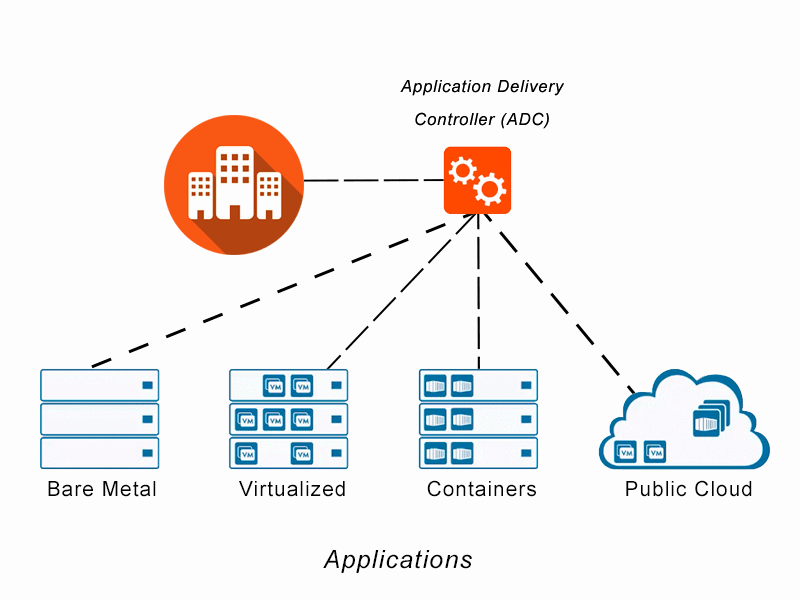 Application Delivery
Controller (ADC)
VM VM
VM VM VM
VM VM
VM VM
Bare Metal
Virtualized
Containers
Public Cloud
Applications